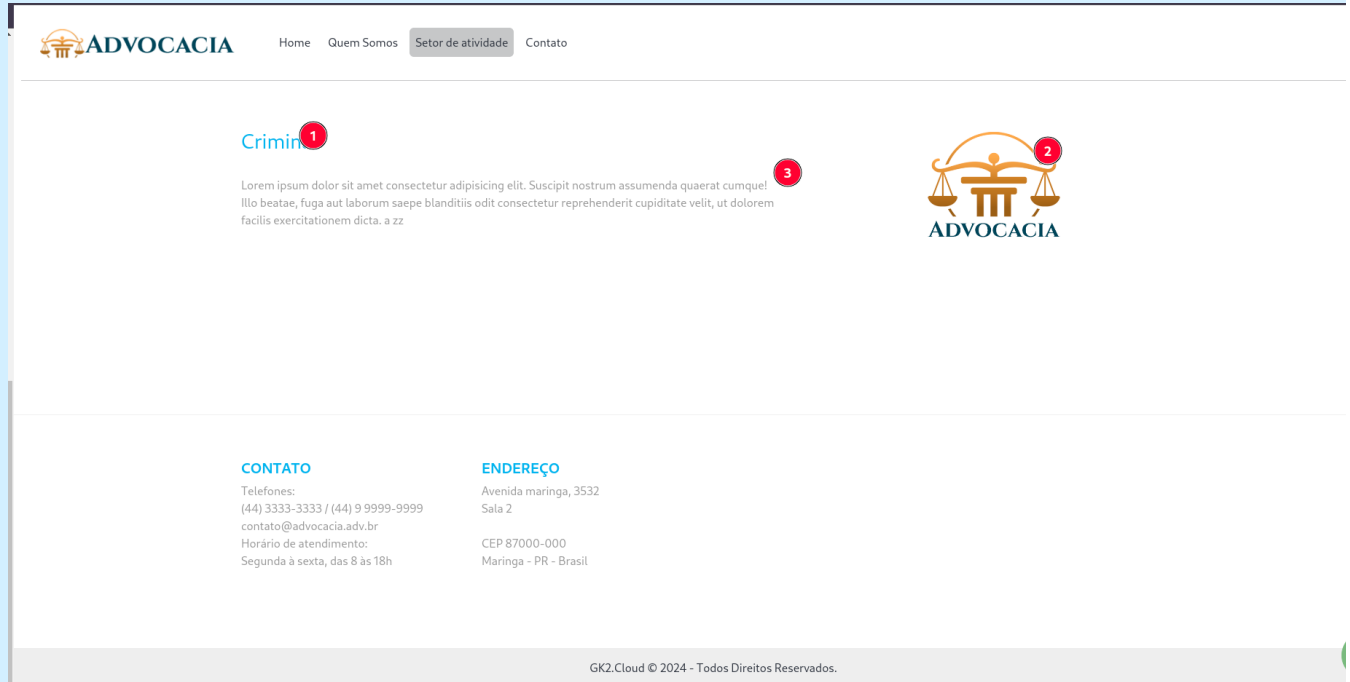 ADVOCACIA
Home Quem Somos Setor de atividade Contato
1
2
3
Lorem ipsum dolor sit amet consectetur adipisicing elit. Suscipit nostrum assumenda quaerat cumque!
Illo beatae, fuga aut laborum saepe blanditiis odit consectetur reprehenderit cupiditate velit, ut dolorem
facilis exercitationem dicta. a zz
ADVOCACIA
CONTATO
Telefones:
(44) 3333-3333 / (44) 9 9999-9999
contato@advocacia.adv.br
Horário de atendimento:
Segunda à sexta, das 8 às 18h
ENDEREÇO
Avenida maringa, 3532
Sala 2
CEP 87000-000
Maringa - PR - Brasil
GK2.Cloud © 2024 - Todos Direitos Reservados.